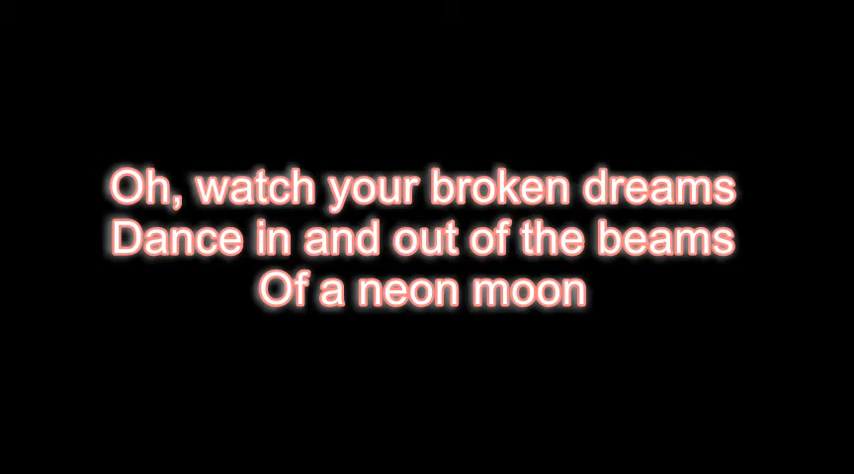 Oh, watch your broken dreams
Dance in and out of the beams
Of a neon moon